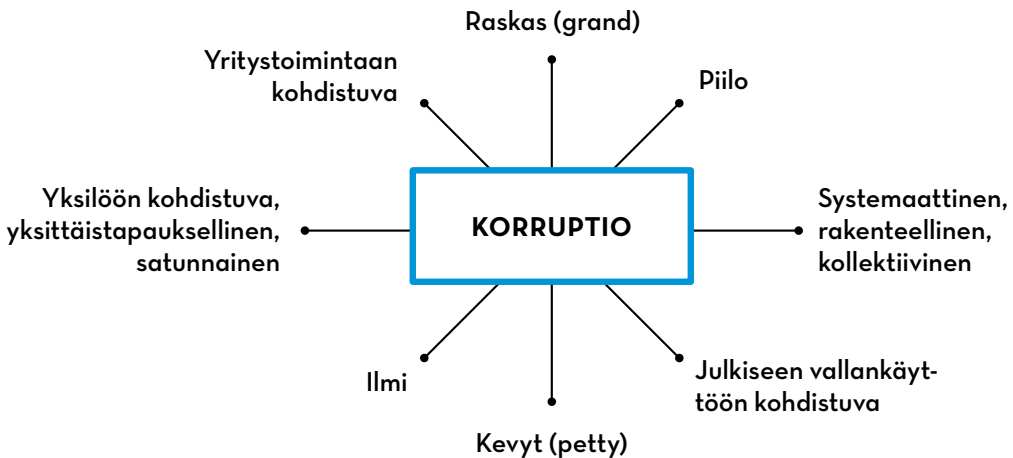 Raskas (grand)
Yritystoimintaan
kohdistuva
Piilo
Yksilöön kohdistuva,
yksittäistapauksellinen,
satunnainen
KORRUPTIO
Systemaattinen,
rakenteellinen,
kollektiivinen
Ilmi
Julkiseen vallankäyt-
töön kohdistuva
Kevyt (petty)